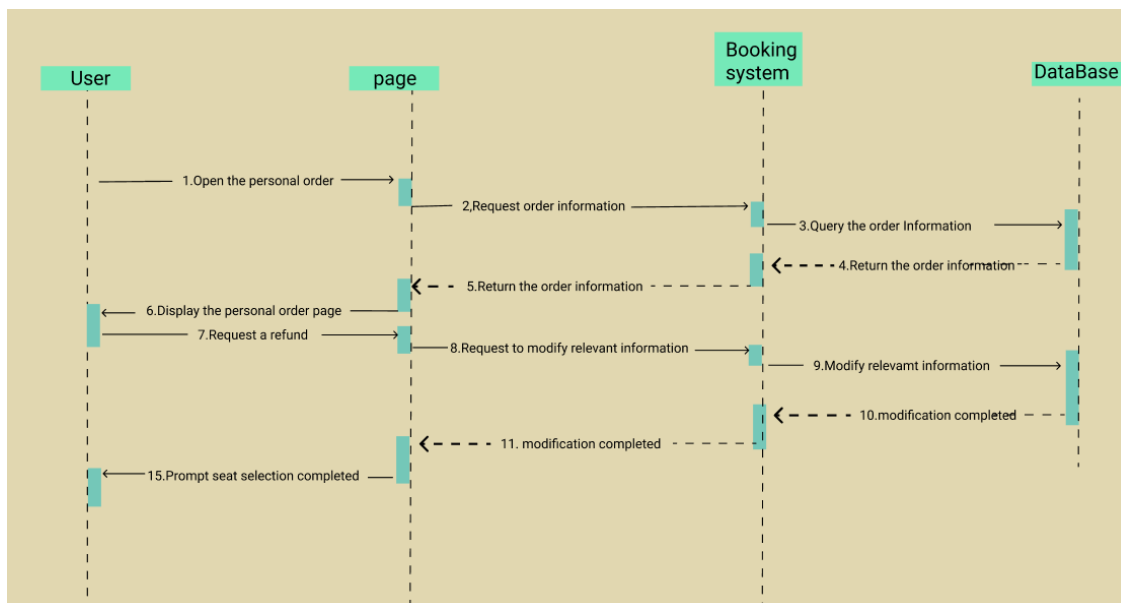 User
page
Booking
system
DataBase
1.Open the personal order
2,Request order information
3.Query the order Information
4.Return the order information
5.Return the order information
6.Display the personal order page
7.Request a refund
8.Request to modify relevant information
9.Modify relevamt information
10.modification completed
11. modification completed
15.Prompt seat selection completed